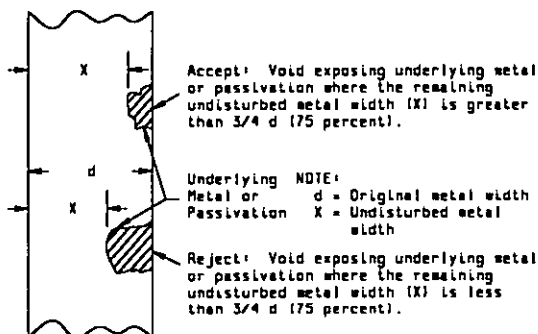 X
Accept: Void exposing underlying metal
or passivation where the remaining
undisturbed metal width (X) is greater
than 3/4 d (75 percent).
d
Underlying NOTE:
Metal or d = Original metal width
Passivation X = Undisturbed metal
width
X
Reject: Void exposing underlying metal
or passivation where the remaining
undisturbed metal width (X) is less
than 3/4 d (75 percent).